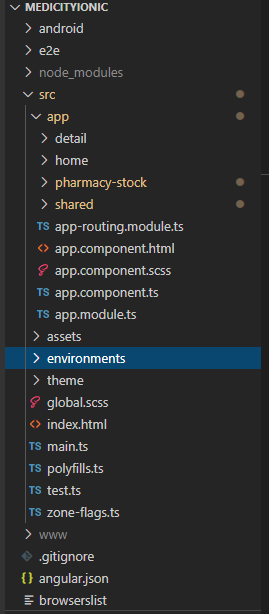 MEDICITYIONIC
android
e2e
node_modules
src
app
detail
home
pharmacy-stock
shared
TS app-routing.module.ts
<> app.component.html
app.component.scss
TS app.component.ts
TS app.module.ts
assets
environments
theme
global.scss
<> index.html
TS main.ts
TS polyfills.ts
TS test.ts
TS zone-flags.ts
www
.gitignore
{} angular.json
browserslist